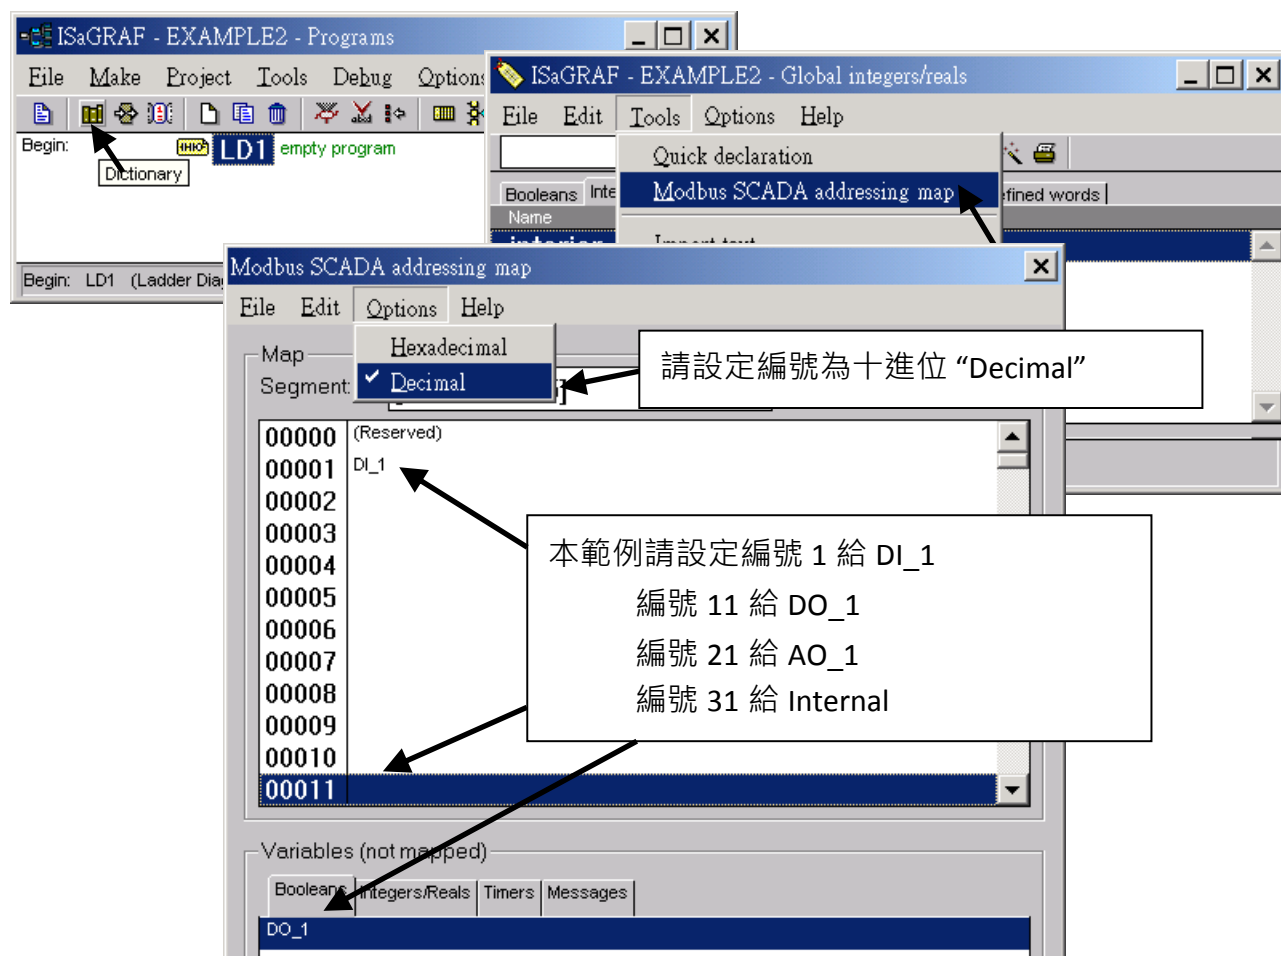 ISaGRAF - EXAMPLE2 - Programs
File Make Project Tools Debug Options
Begin: LD1 empty program
Dictionary
Begin: LD1 (Ladder Dia
ISaGRAF - EXAMPLE2 - Global integers/reals
File Edit Tools Options Help
Quick declaration
Modbus SCADA addressing map
Booleans Inte fined words
Name
Modbus SCADA addressing map
File Edit Options Help
Hexadecimal
Decimal
Map
Segment:
請設定編號為十進位 “Decimal”
00000 (Reserved)
00001 DI_1
00002
00003
00004
00005
00006
00007
00008
00009
00010
00011
本範例請設定編號 1 給 DI_1
編號 11 給 DO_1
編號 21 給 AO_1
編號 31 給 Internal
Variables (not mapped)
Booleans Integers/Reals Timers Messages
DO_1